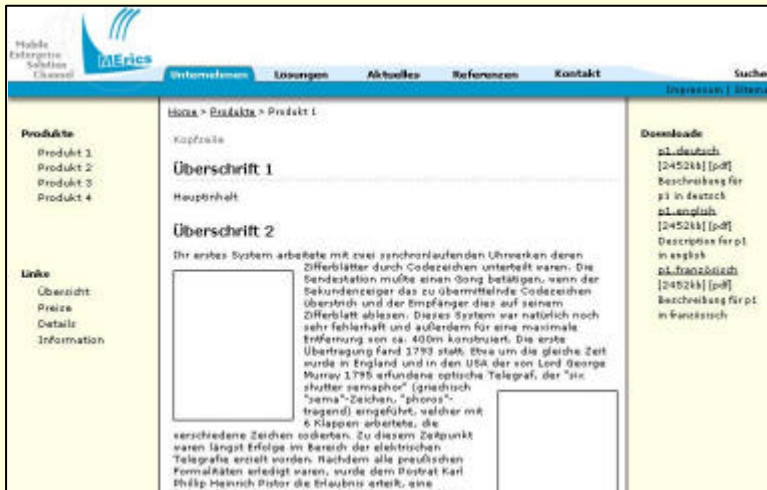 Mobile
Enterprise
Solution
Channel
MErics
Unternehmen Lösungen Aktuelles Referenzen Kontakt Suche
Impressum | Sitemap
Produkte
Produkt 1
Produkt 2
Produkt 3
Produkt 4
Links
Übersicht
Preise
Details
Information
Home > Produkte > Produkt 1
Kopfzeile
Überschrift 1
Hauptinhalt
Überschrift 2
Ihr erstes System arbeitete mit zwei synchronlaufenden Uhrwerken deren
Zifferblätter durch Codezeichen unterteilt waren. Die
Sendestation mußte einen Gong betätigen, wenn der
Sekundenzeiger das zu übermittelnde Codezeichen
überstrich und der Empfänger dies auf seinem
Zifferblatt ablesen. Dieses System war natürlich noch
sehr fehlerhaft und außerdem für eine maximale
Entfernung von ca. 400m konstruiert. Die erste
Übertragung fand 1793 statt. Etwa um die gleiche Zeit
wurde in England und in den USA der von Lord George
Murray 1795 erfundene optische Telegraf, der "six
shutter semaphor" (griechisch
"sema"-Zeichen, "phoros"-
tragend) eingeführt, welcher mit
6 Klappen arbeitete, die
verschiedene Zeichen codierten. Zu diesem Zeitpunkt
waren längst Erfolge im Bereich der elektrischen
Telegrafie erzielt worden. Nachdem alle preußischen
Formalitäten erledigt waren, wurde dem Postrat Karl
Philip Heinrich Pistor die Erlaubnis erteilt, eine
Downloads
p1.deutsch
[2452kb] [pdf]
Beschreibung für
p1 in deutsch
p1.english
[2452kb] [pdf]
Description for p1
in english
p1.französisch
[2452kb] [pdf]
Beschreibung für p1
in französisch